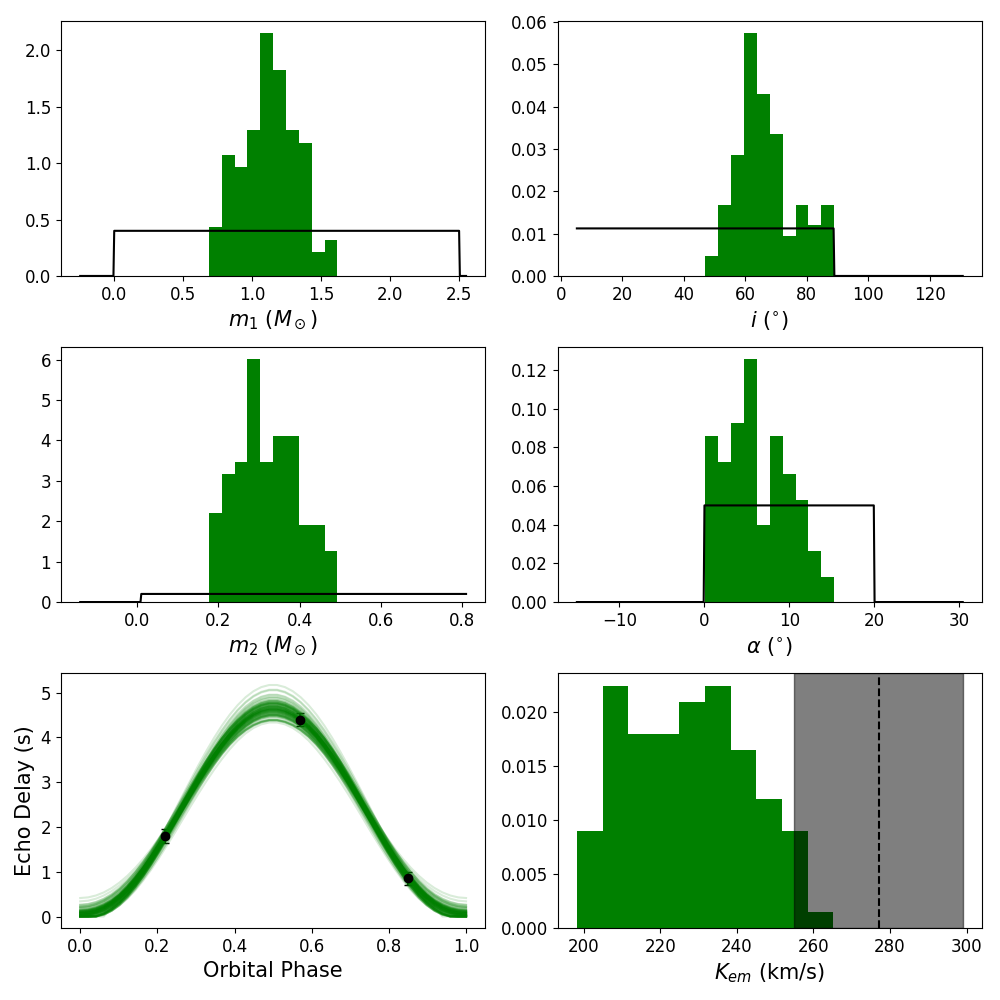 2.0
1.5
1.0
0.5
0.0
0.0 0.5 1.0 1.5 2.0 2.5
m₁ (M⊙)
0.06
0.05
0.04
0.03
0.02
0.01
0.00
0 20 40 60 80 100 120
i (°)
6
5
4
3
2
1
0
0.0 0.2 0.4 0.6 0.8
m₂ (M⊙)
0.12
0.10
0.08
0.06
0.04
0.02
0.00
−10 0 10 20 30
α (°)
Echo Delay (s)
5
4
3
2
1
0
0.0 0.2 0.4 0.6 0.8 1.0
Orbital Phase
0.020
0.015
0.010
0.005
0.000
200 220 240 260 280 300
Kₑₘ (km/s)